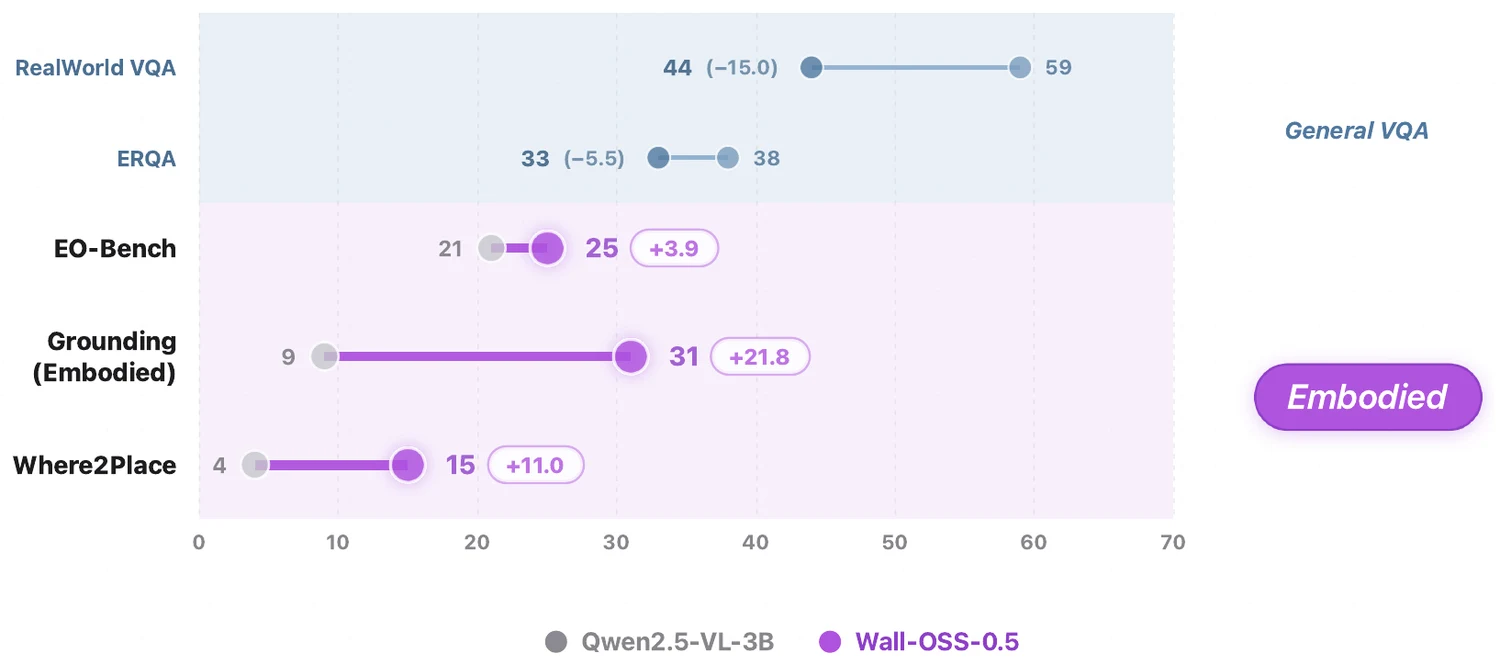 RealWorld VQA 44 (−15.0) 59
General VQA
ERQA 33 (−5.5) 38
EO-Bench 21 25 +3.9
Grounding
(Embodied) 9 31 +21.8
Embodied
Where2Place 4 15 +11.0
0 10 20 30 40 50 60 70
Qwen2.5-VL-3B Wall-OSS-0.5